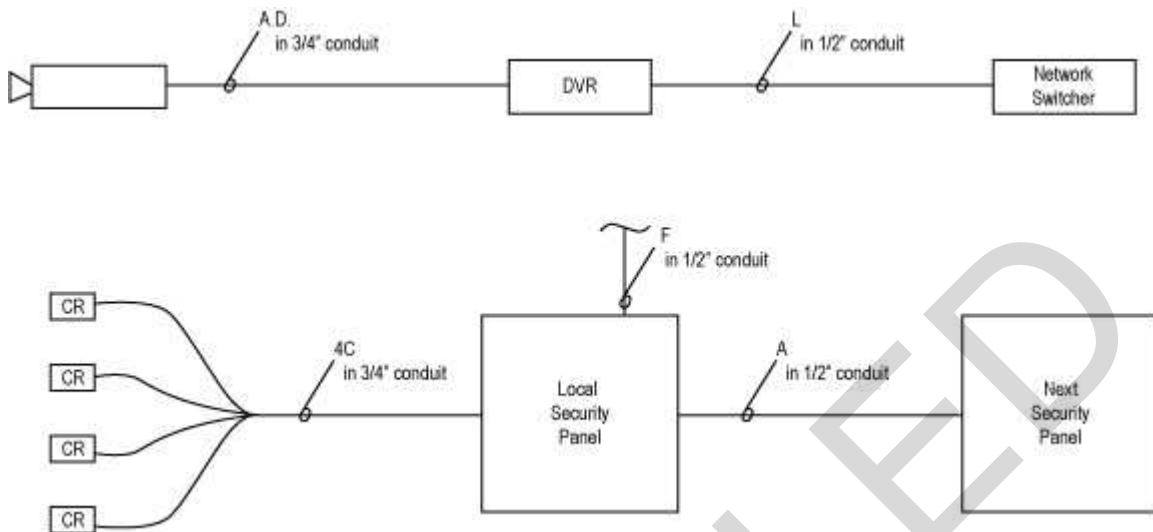 A.D.
in 3/4" conduit
L
in 1/2" conduit
DVR
Network
Switcher
F
in 1/2" conduit
CR
CR
CR
CR
4C
in 3/4" conduit
Local
Security
Panel
A
in 1/2" conduit
Next
Security
Panel